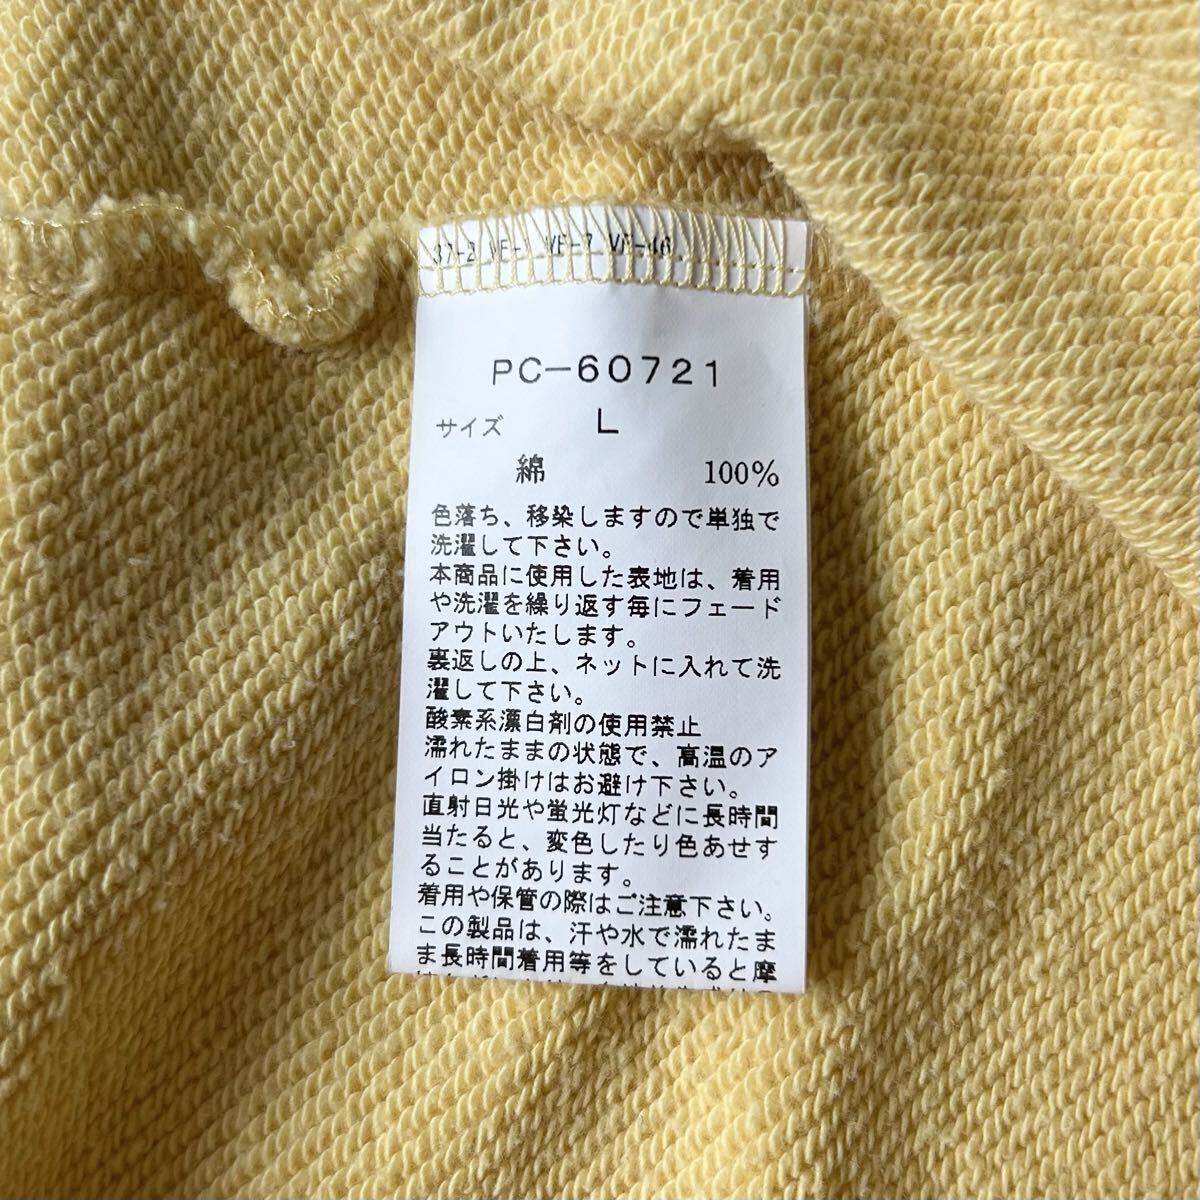 PC-60721
サイズ L
綿 100%
色落ち、移染しますので単独で
洗濯して下さい。
本商品に使用した表地は、着用
や洗濯を繰り返す毎にフェード
アウトいたします。
裏返しの上、ネットに入れて洗
濯して下さい。
酸素系漂白剤の使用禁止
濡れたままの状態で、高温のア
イロン掛けはお避け下さい。
直射日光や蛍光灯などに長時間
当たると、変色したり色あせす
ることがあります。
着用や保管の際はご注意下さい。
この製品は、汗や水で濡れたま
ま長時間着用等をしていると摩